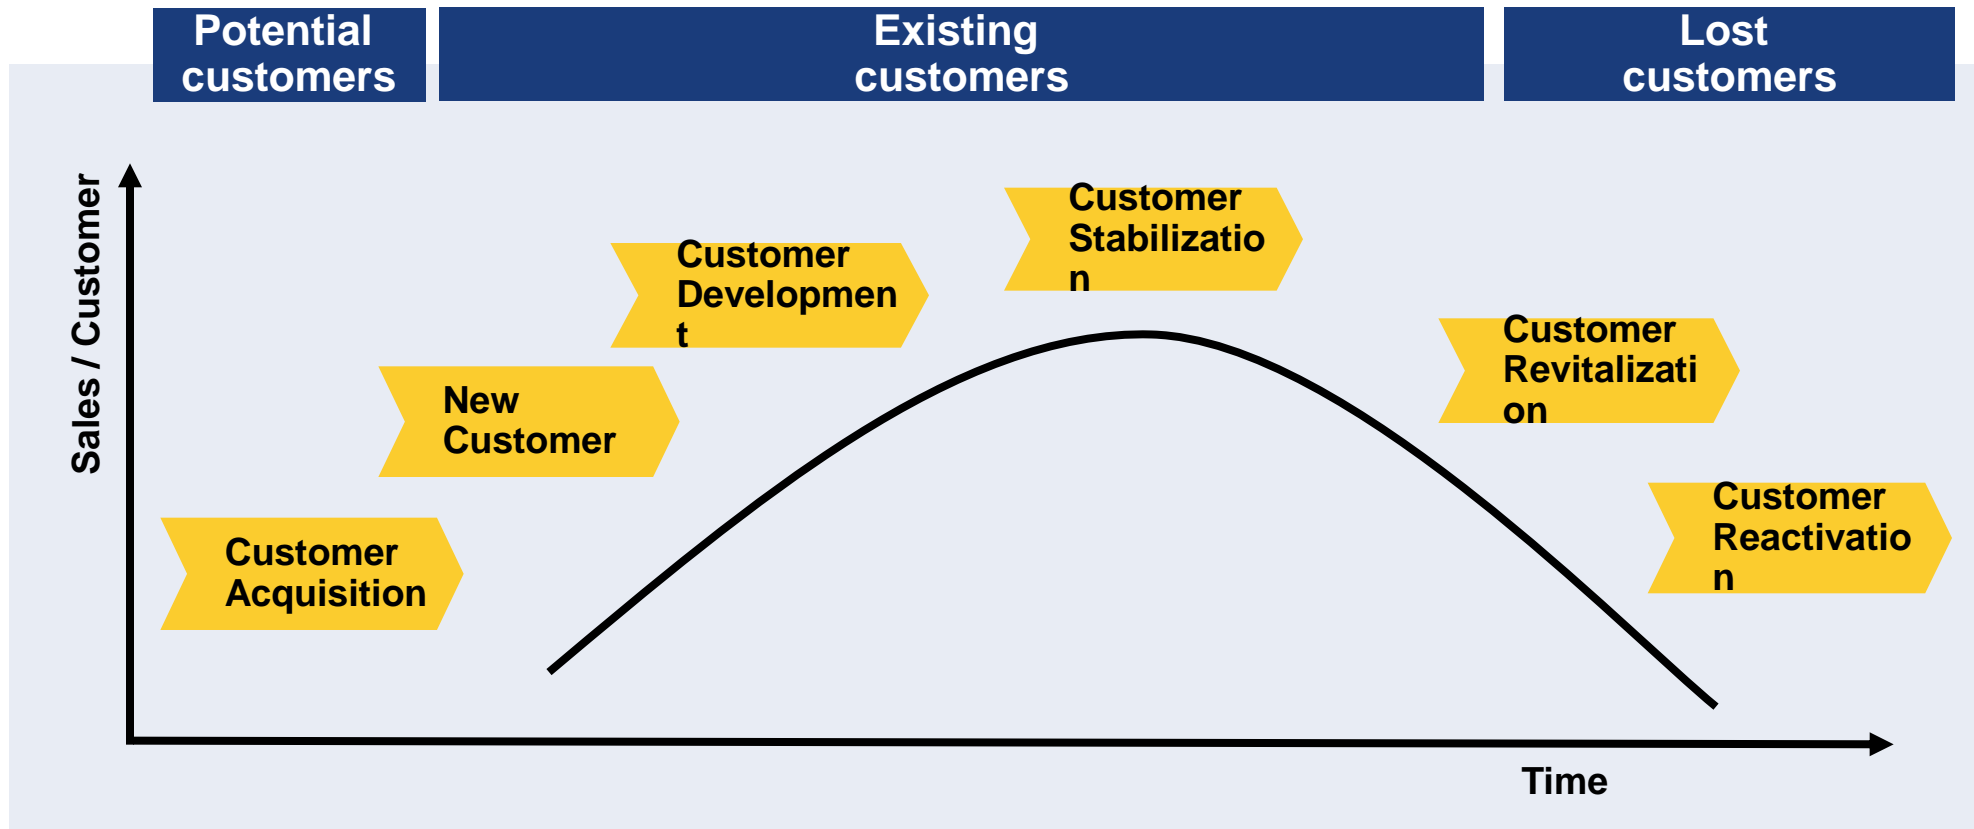 Potential
customers
Existing
customers
Lost
customers
Sales / Customer
Customer
Stabilizatio
n
Customer
Developmen
t
Customer
Revitalizati
on
New
Customer
Customer
Reactivatio
n
Customer
Acquisition
Time